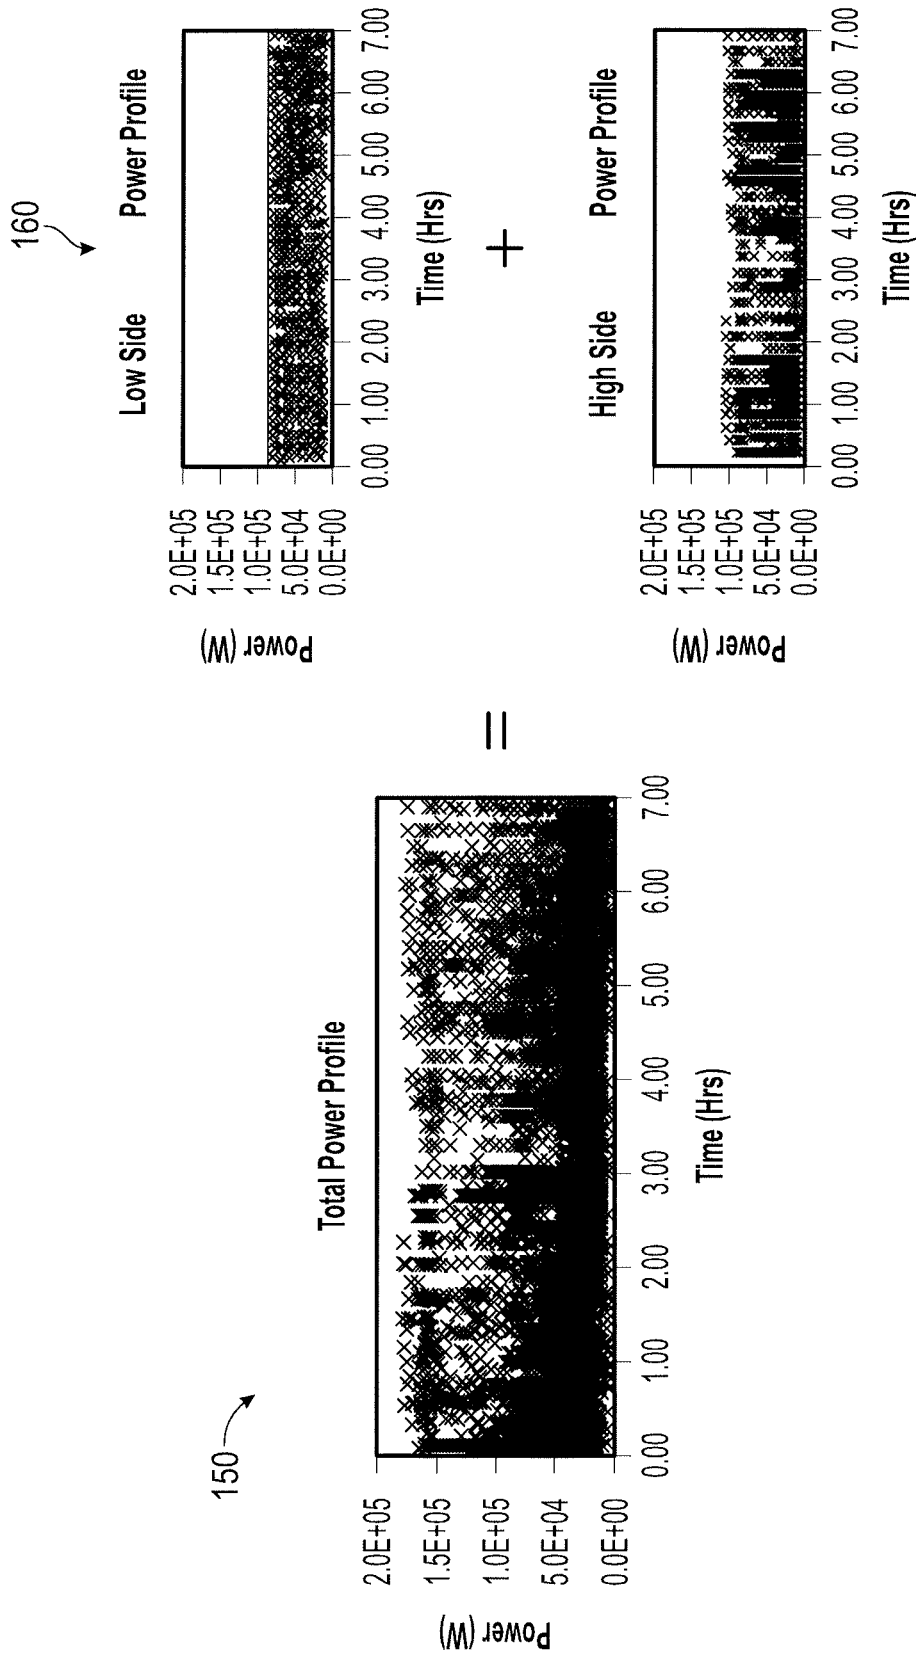 150
Total Power Profile
Power (W)
2.0E+05
1.5E+05
1.0E+05
5.0E+04
0.0E+00
0.00 1.00 2.00 3.00 4.00 5.00 6.00 7.00
Time (Hrs)
=
160
Low Side Power Profile
Power (W)
2.0E+05
1.5E+05
1.0E+05
5.0E+04
0.0E+00
0.00 1.00 2.00 3.00 4.00 5.00 6.00 7.00
Time (Hrs)
+
High Side Power Profile
Power (W)
2.0E+05
1.5E+05
1.0E+05
5.0E+04
0.0E+00
0.00 1.00 2.00 3.00 4.00 5.00 6.00 7.00
Time (Hrs)